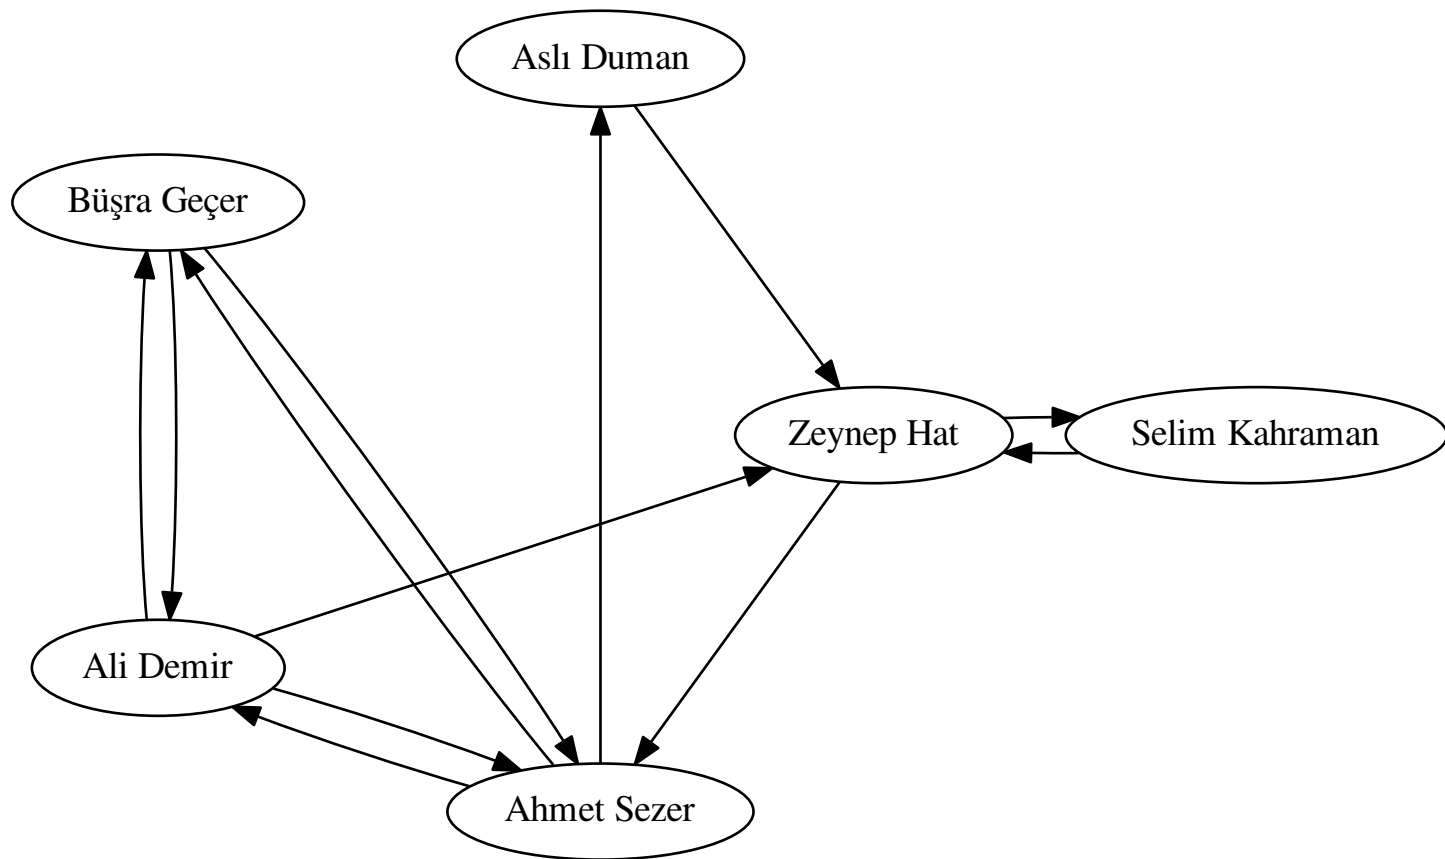 Aslı Duman
Büşra Geçer
Zeynep Hat
Selim Kahraman
Ali Demir
Ahmet Sezer